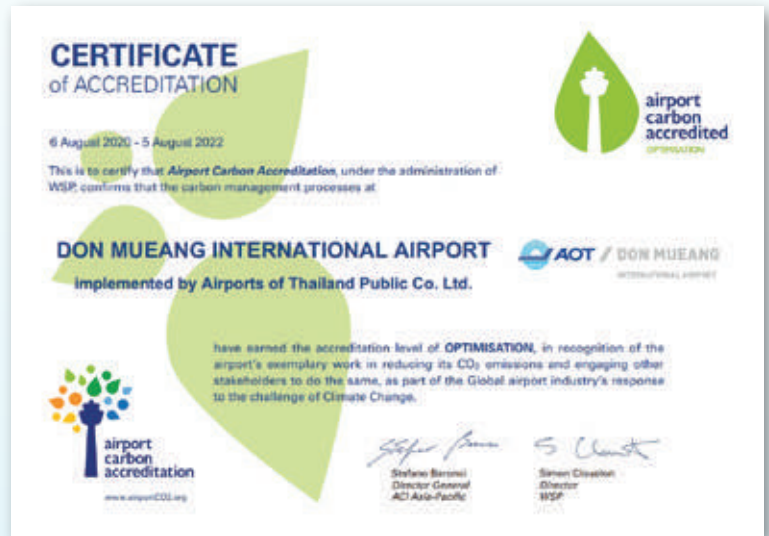 CERTIFICATE
of ACCREDITATION
airport
carbon
accredited
OPTIMISATION
6 August 2020 - 5 August 2022
This is to certify that Airport Carbon Accreditation, under the administration of
WSP, confirms that the carbon management processes at
DON MUEANG INTERNATIONAL AIRPORT
AOT / DON MUEANG
INTERNATIONAL AIRPORT
implemented by Airports of Thailand Public Co. Ltd.
have earned the accreditation level of OPTIMISATION, in recognition of the
airport's exemplary work in reducing its CO₂ emissions and engaging other
stakeholders to do the same, as part of the Global airport industry's response
to the challenge of Climate Change.
airport
carbon
accreditation
www.airportCO2.org
Stefano Baronci
Director General
ACI Asia-Pacific
Simon Clouston
Director
WSP